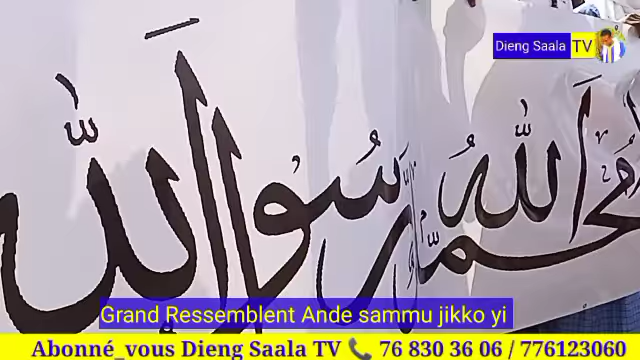 Dieng Saala TV
الله محمد رسول الله
Grand Ressemblent Ande sammu jikko yi
Abonné_vous Dieng Saala TV 📞 76 830 36 06 / 776123060